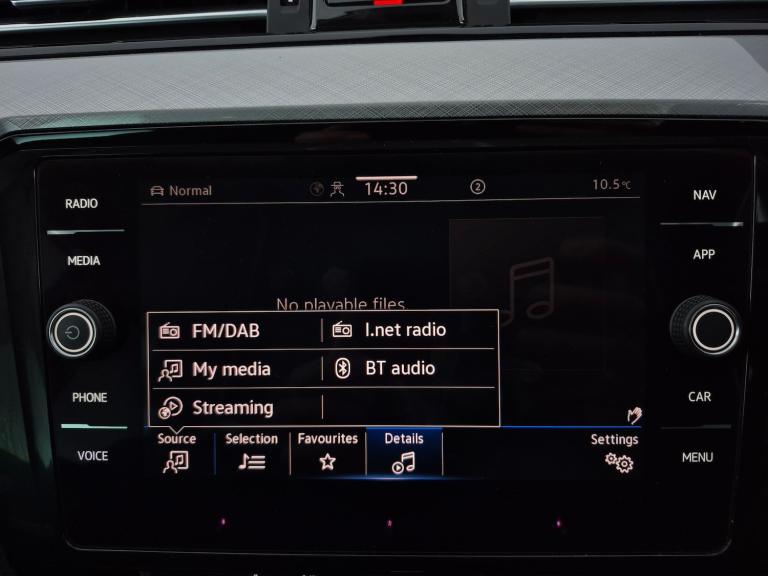 RADIO
MEDIA
PHONE
VOICE
Normal
14:30
2
10.5°C
No playable files.
FM/DAB
I.net radio
My media
BT audio
Streaming
Source
Selection
Favourites
Details
Settings
NAV
APP
CAR
MENU